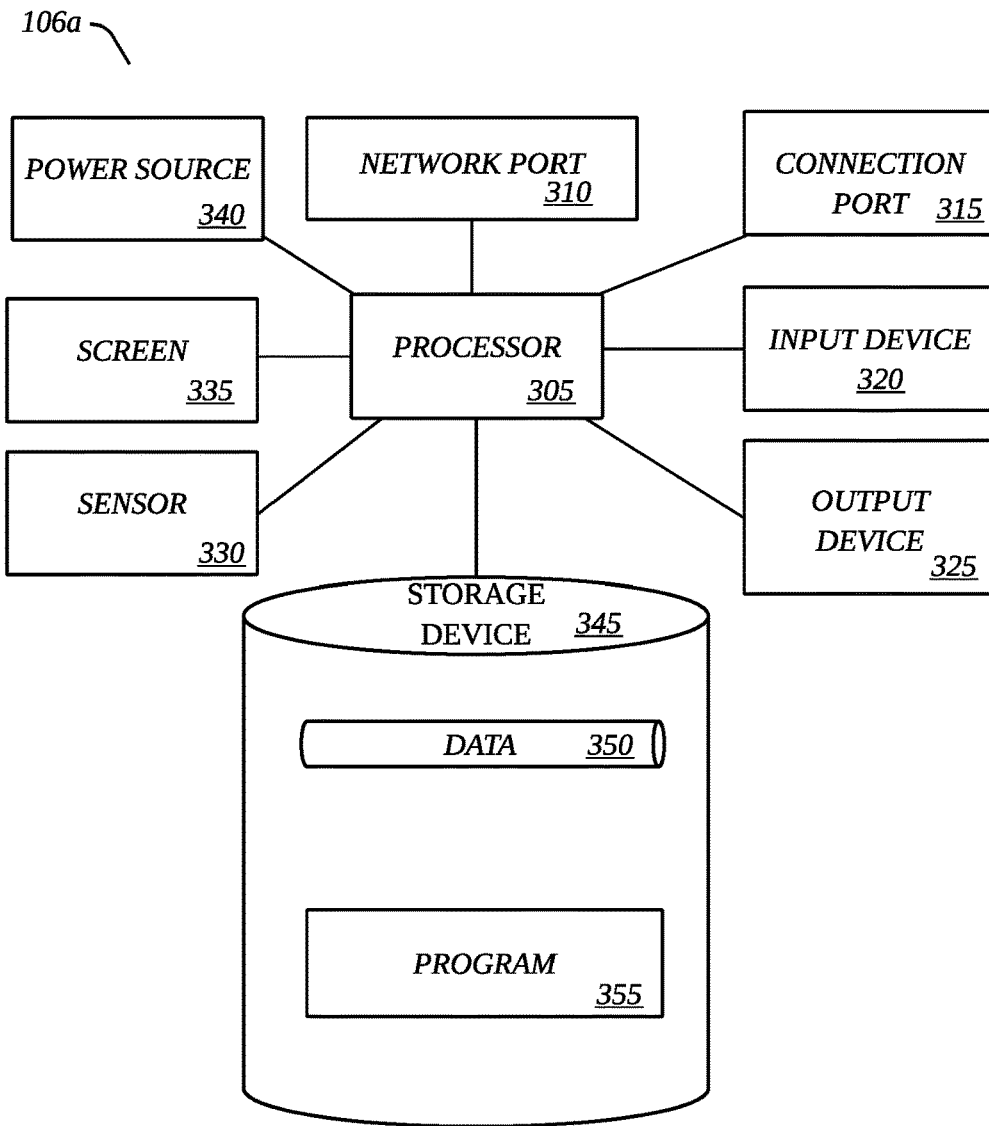 106a
POWER SOURCE
340
NETWORK PORT
310
CONNECTION
PORT 315
SCREEN
335
PROCESSOR
305
INPUT DEVICE
320
SENSOR
330
OUTPUT
DEVICE 325
STORAGE
DEVICE 345
DATA 350
PROGRAM
355